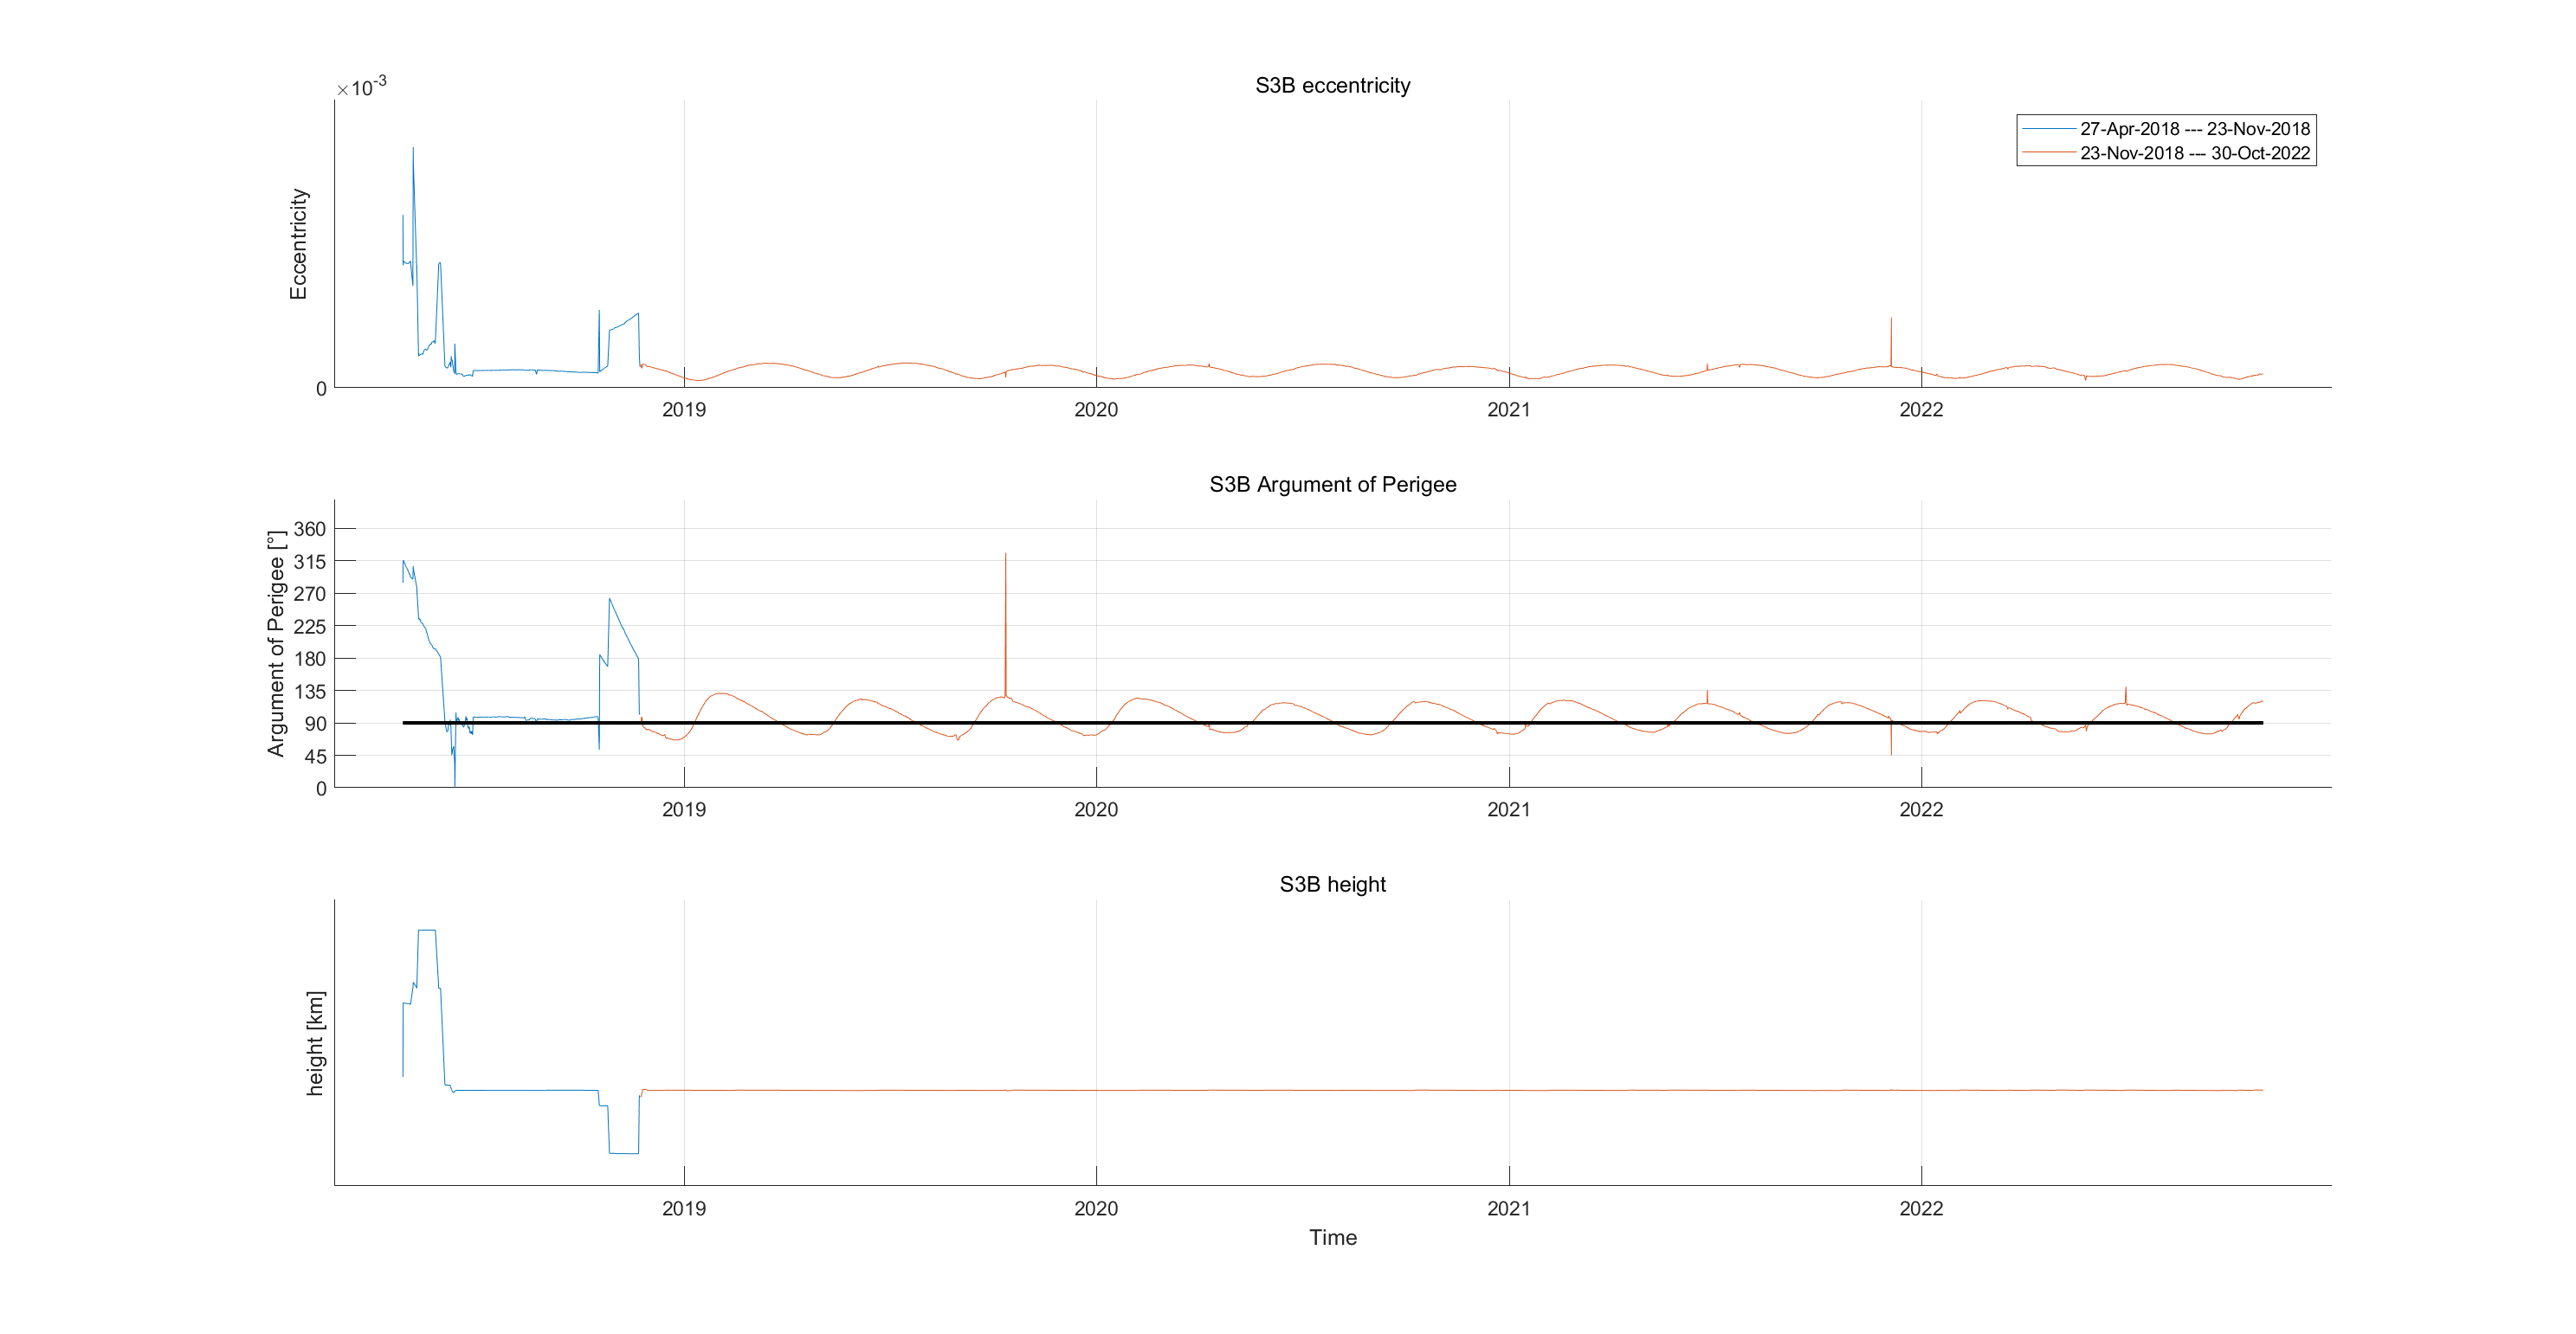 S3B eccentricity
×10-3
Eccentricity
0
2019 2020 2021 2022
27-Apr-2018 --- 23-Nov-2018
23-Nov-2018 --- 30-Oct-2022
S3B Argument of Perigee
Argument of Perigee [°]
360
315
270
225
180
135
90
45
0
2019 2020 2021 2022
S3B height
height [km]
2019 2020 2021 2022
Time